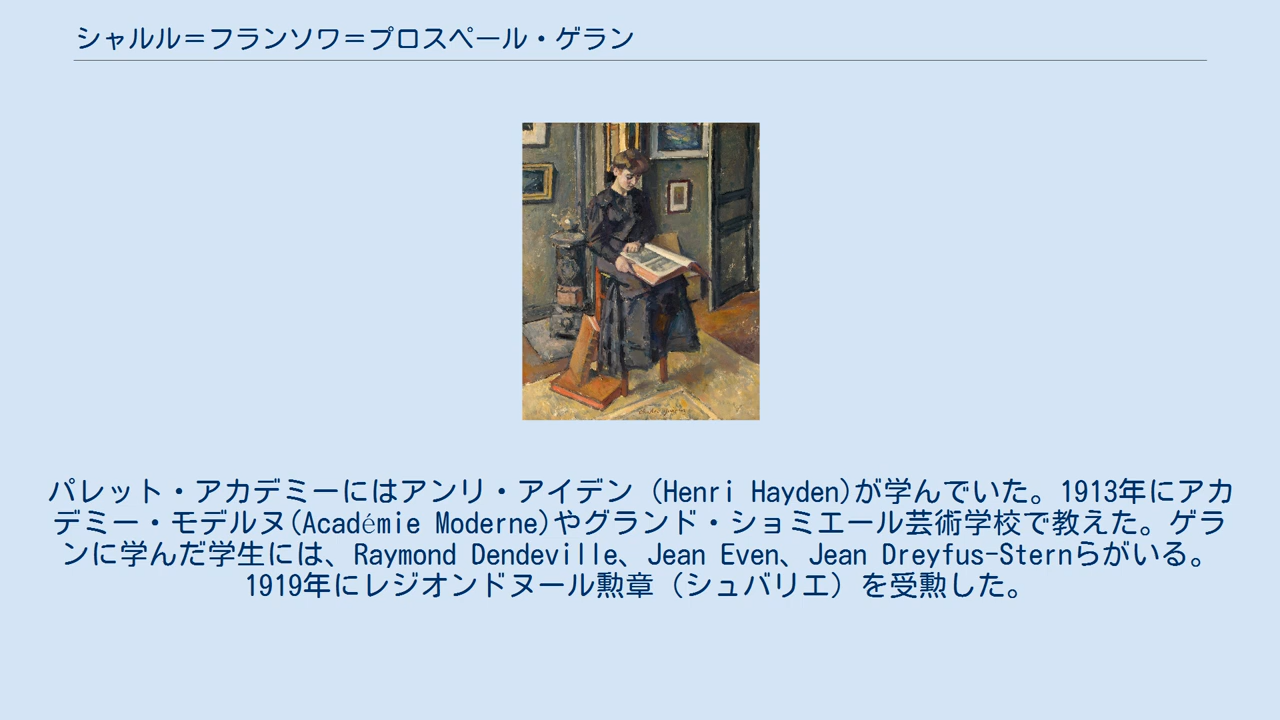 シャルル＝フランソワ＝プロスペール・ゲラン
パレット・アカデミーにはアンリ・アイデン（Henri Hayden)が学んでいた。1913年にアカ
デミー・モデルヌ(Académie Moderne)やグランド・ショミエール芸術学校で教えた。ゲラ
ンに学んだ学生には、Raymond Dendeville、Jean Even、Jean Dreyfus-Sternらがいる。
1919年にレジオンドヌール勲章（シュバリエ）を受勲した。